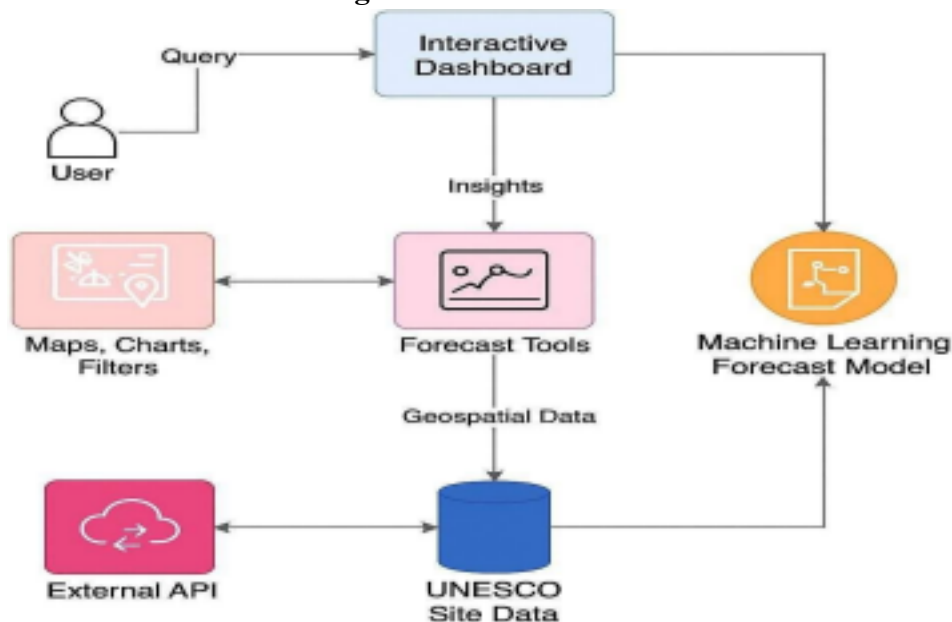 Interactive
Dashboard
Query
User
Insights
Maps, Charts,
Filters
Forecast Tools
Machine Learning
Forecast Model
Geospatial Data
External API
UNESCO
Site Data